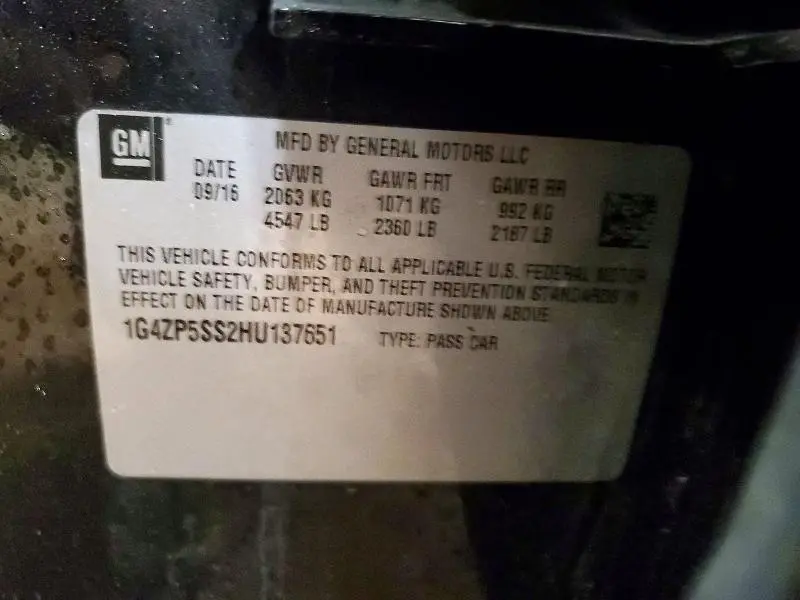 GM
MFD BY GENERAL MOTORS LLC
DATE GVWR GAWR FRT GAWR RR
09/16 2063 KG 1071 KG 992 KG
4547 LB 2360 LB 2187 LB
THIS VEHICLE CONFORMS TO ALL APPLICABLE U.S. FEDERAL MOTOR
VEHICLE SAFETY, BUMPER, AND THEFT PREVENTION STANDARDS IN
EFFECT ON THE DATE OF MANUFACTURE SHOWN ABOVE.
1G4ZP5SS2HU137651 TYPE: PASS CAR